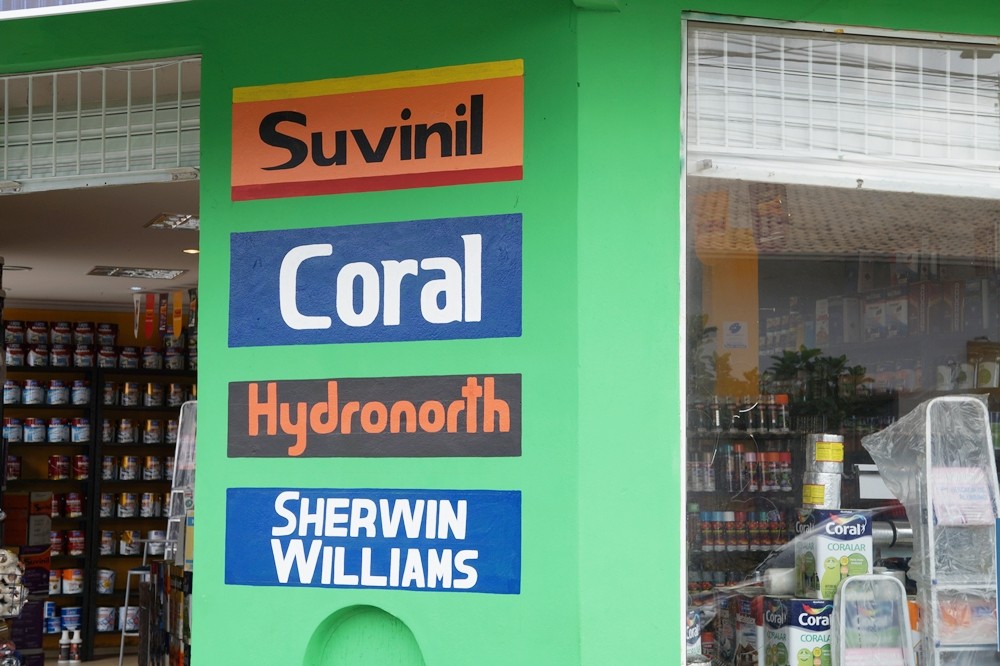 Suvinil
Coral
Hydronorth
SHERWIN
WILLIAMS
Coral
CORALAR
Coral
CORALAR